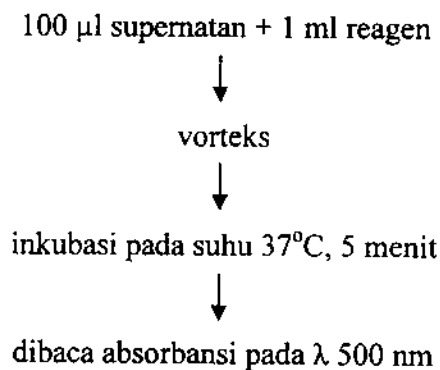 100 µl supernatan + 1 ml reagen
vorteks
inkubasi pada suhu 37°C, 5 menit
dibaca absorbansi pada λ 500 nm